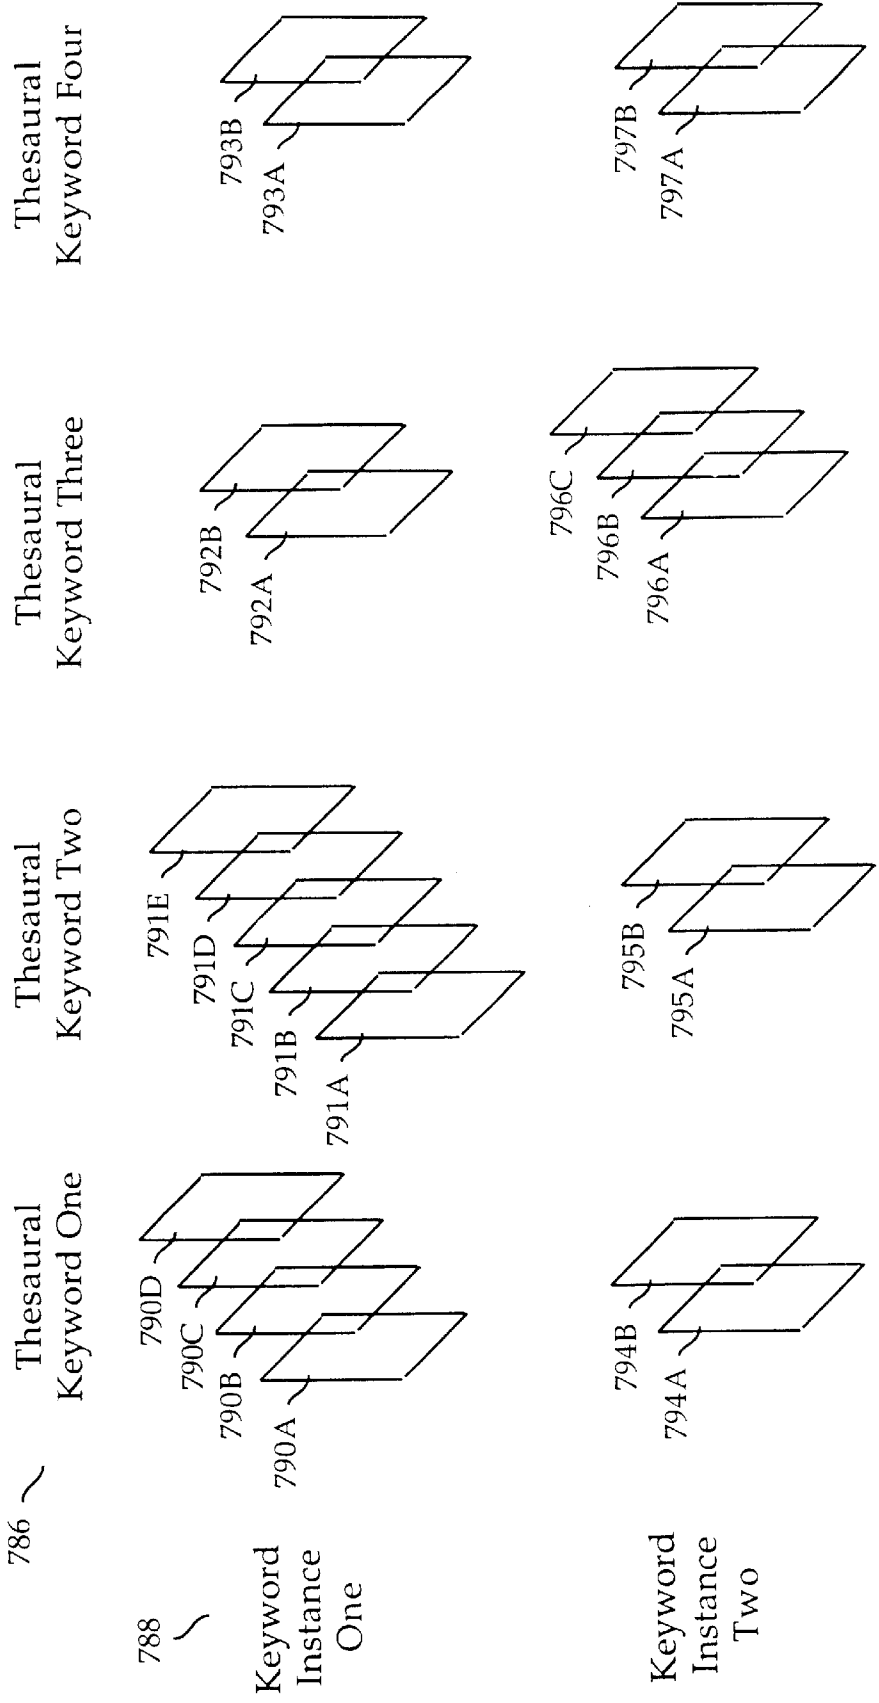 786
Thesaural
Keyword One
Thesaural
Keyword Two
Thesaural
Keyword Three
Thesaural
Keyword Four
788
Keyword
Instance
One
790D
790C
790B
790A
791E
791D
791C
791B
791A
792B
792A
793B
793A
Keyword
Instance
Two
794B
794A
795B
795A
796C
796B
796A
797B
797A